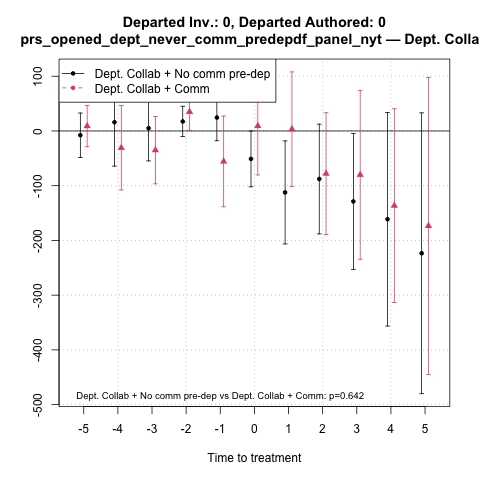 Departed Inv.: 0, Departed Authored: 0
prs_opened_dept_never_comm_predepdf_panel_nyt — Dept. Colla
Dept. Collab + No comm pre-dep
Dept. Collab + Comm
100
0
-100
-200
-300
-400
-500
Dept. Collab + No comm pre-dep vs Dept. Collab + Comm: p=0.642
-5 -4 -3 -2 -1 0 1 2 3 4 5
Time to treatment